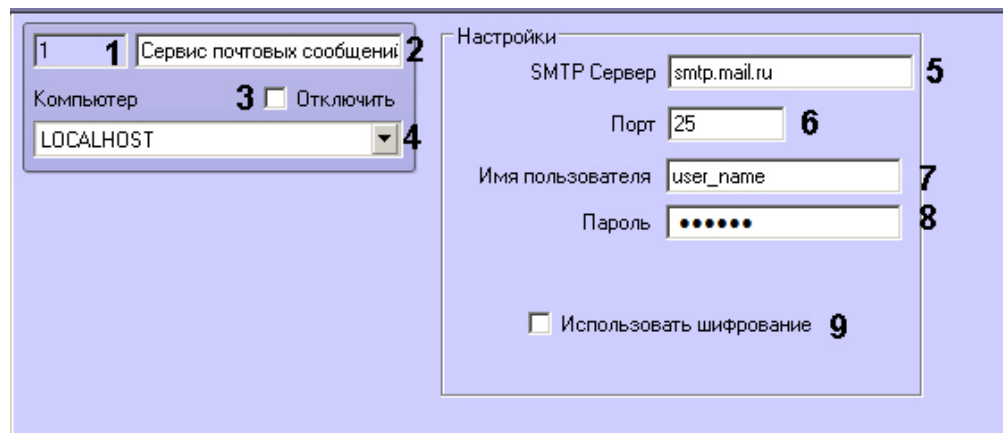 1 1 Сервис почтовых сообщений 2
Компьютер 3 Отключить
LOCALHOST 4
Настройки
SMTP Сервер smtp.mail.ru 5
Порт 25 6
Имя пользователя user_name 7
Пароль •••••• 8
Использовать шифрование 9